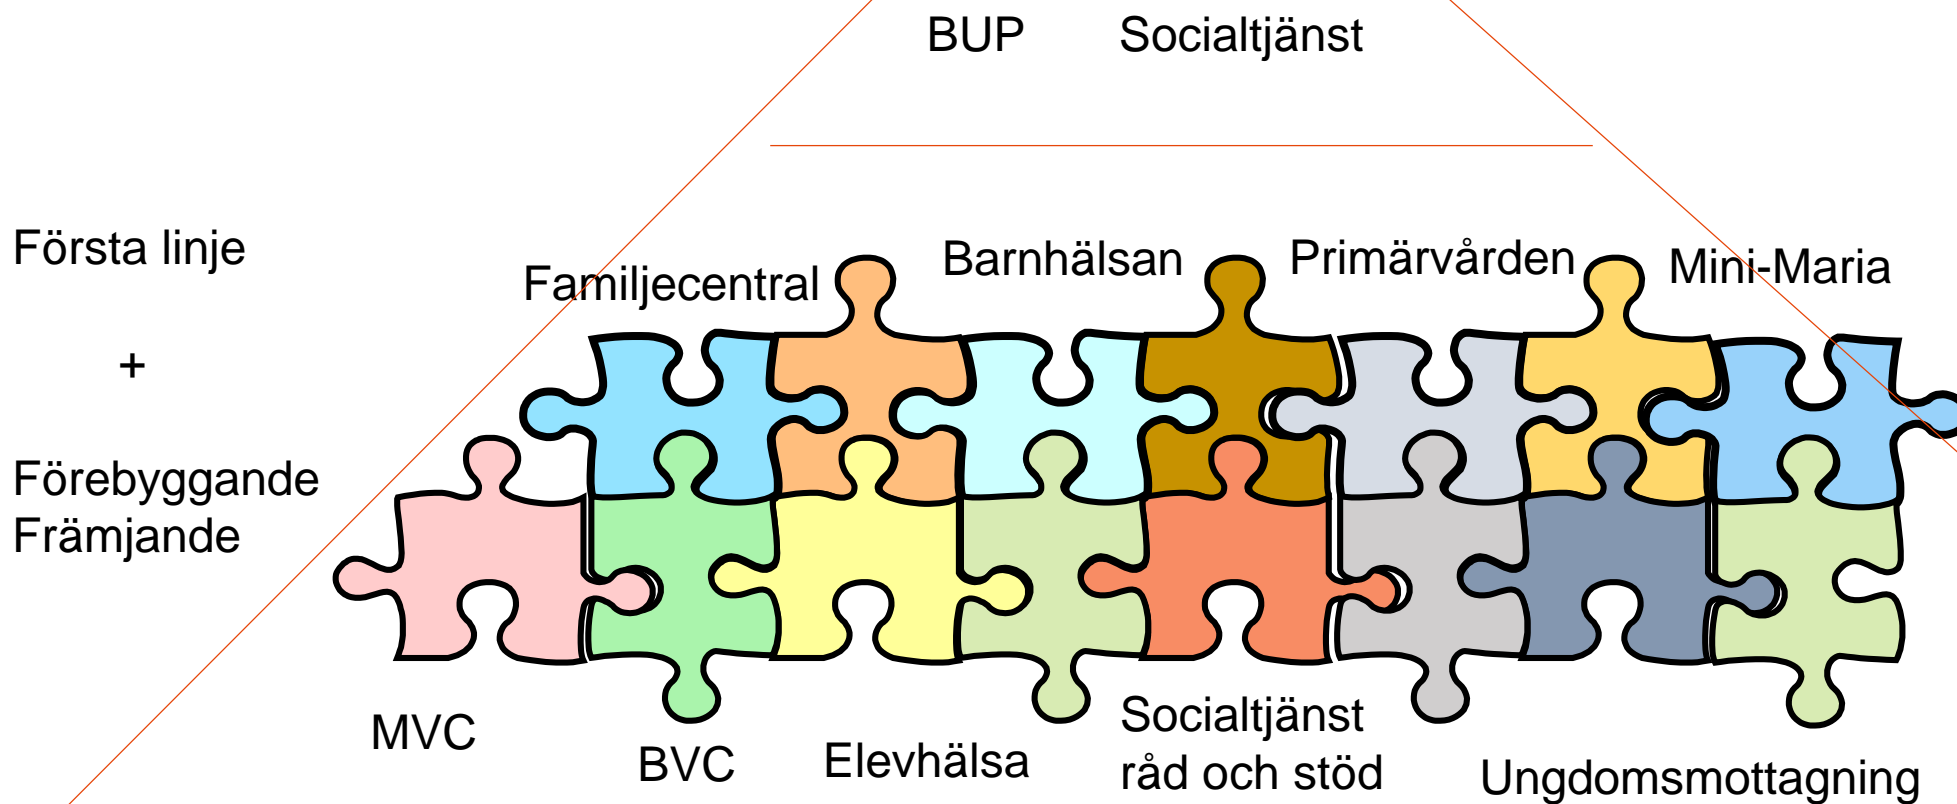 BUP Socialtjänst
Första linje
Familjecentral
Barnhälsan
Primärvården
Mini-Maria
+
Förebyggande
Främjande
MVC
BVC
Elevhälsa
Socialtjänst
råd och stöd
Ungdomsmottagning